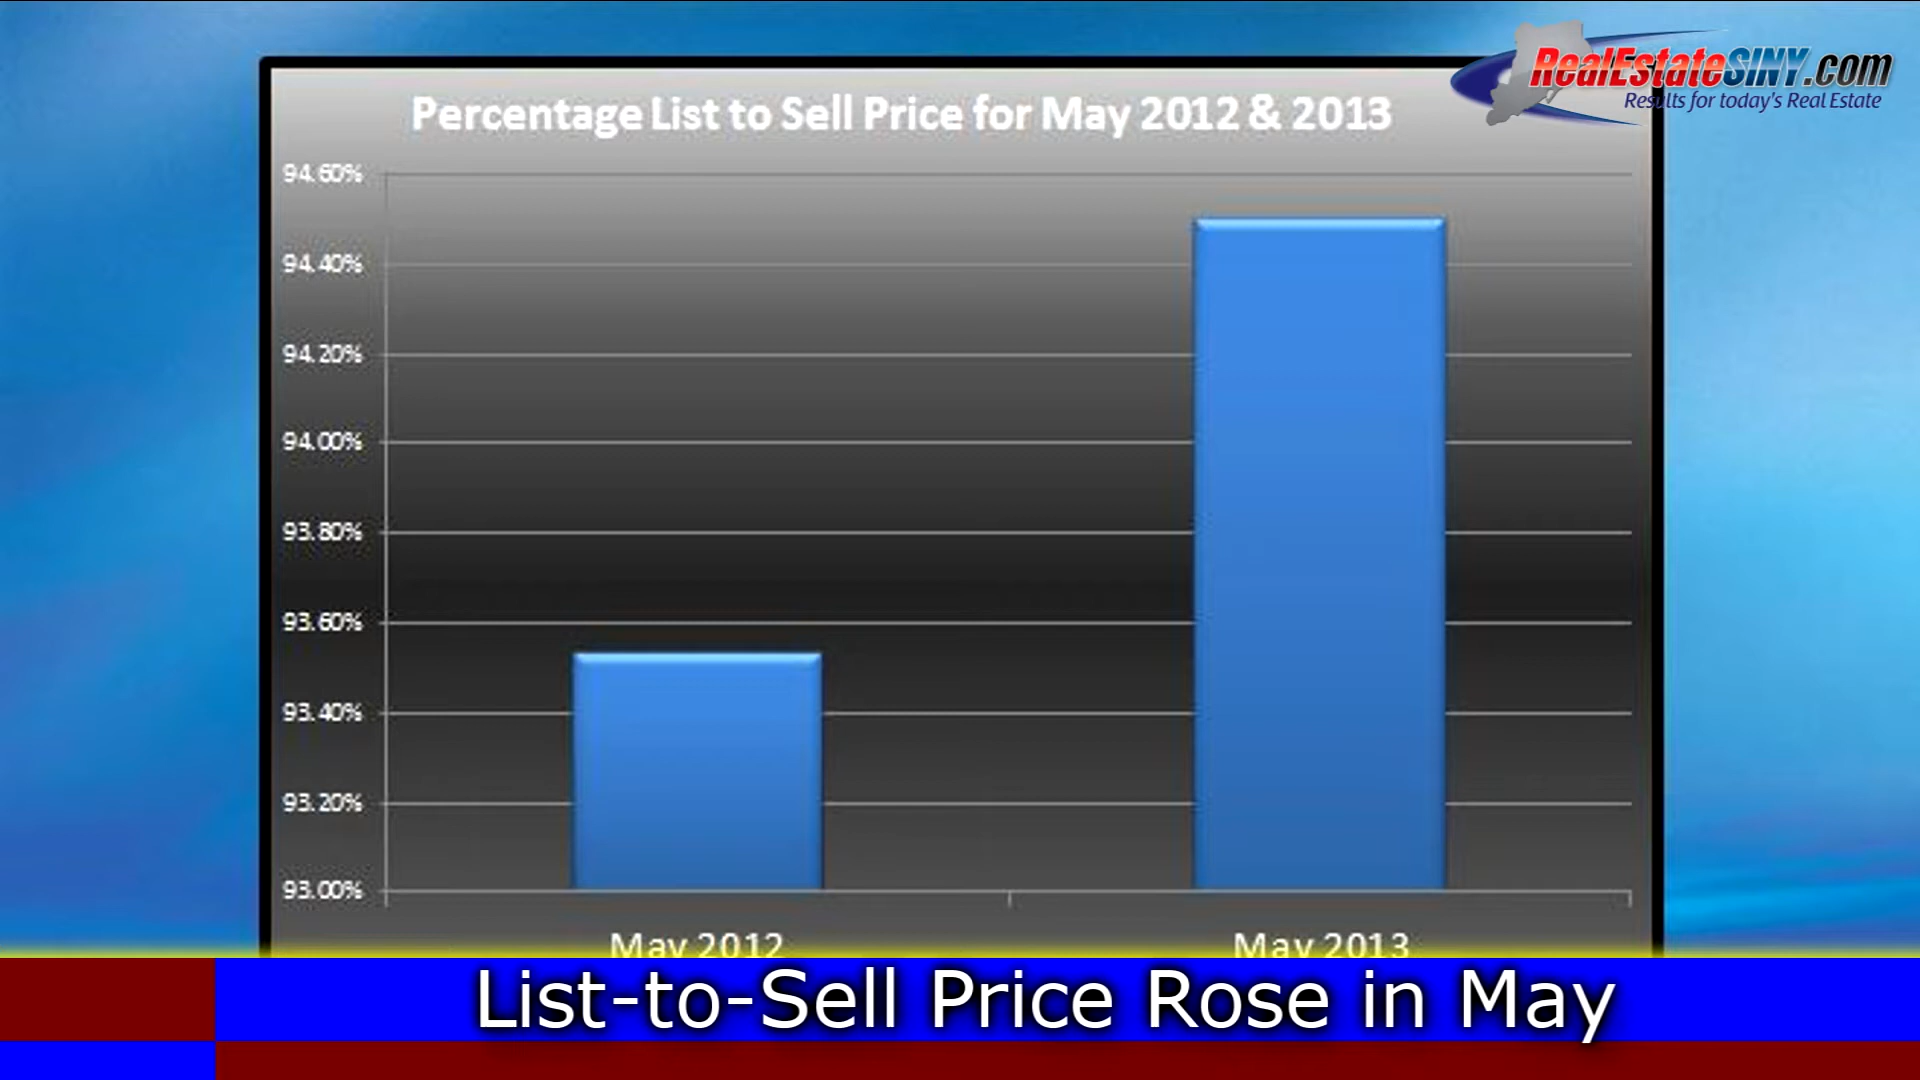 RealEstateSINY.com
Results for today's Real Estate
Percentage List to Sell Price for May 2012 & 2013
94.60%
94.40%
94.20%
94.00%
93.80%
93.60%
93.40%
93.20%
93.00%
May 2012
May 2013
List-to-Sell Price Rose in May